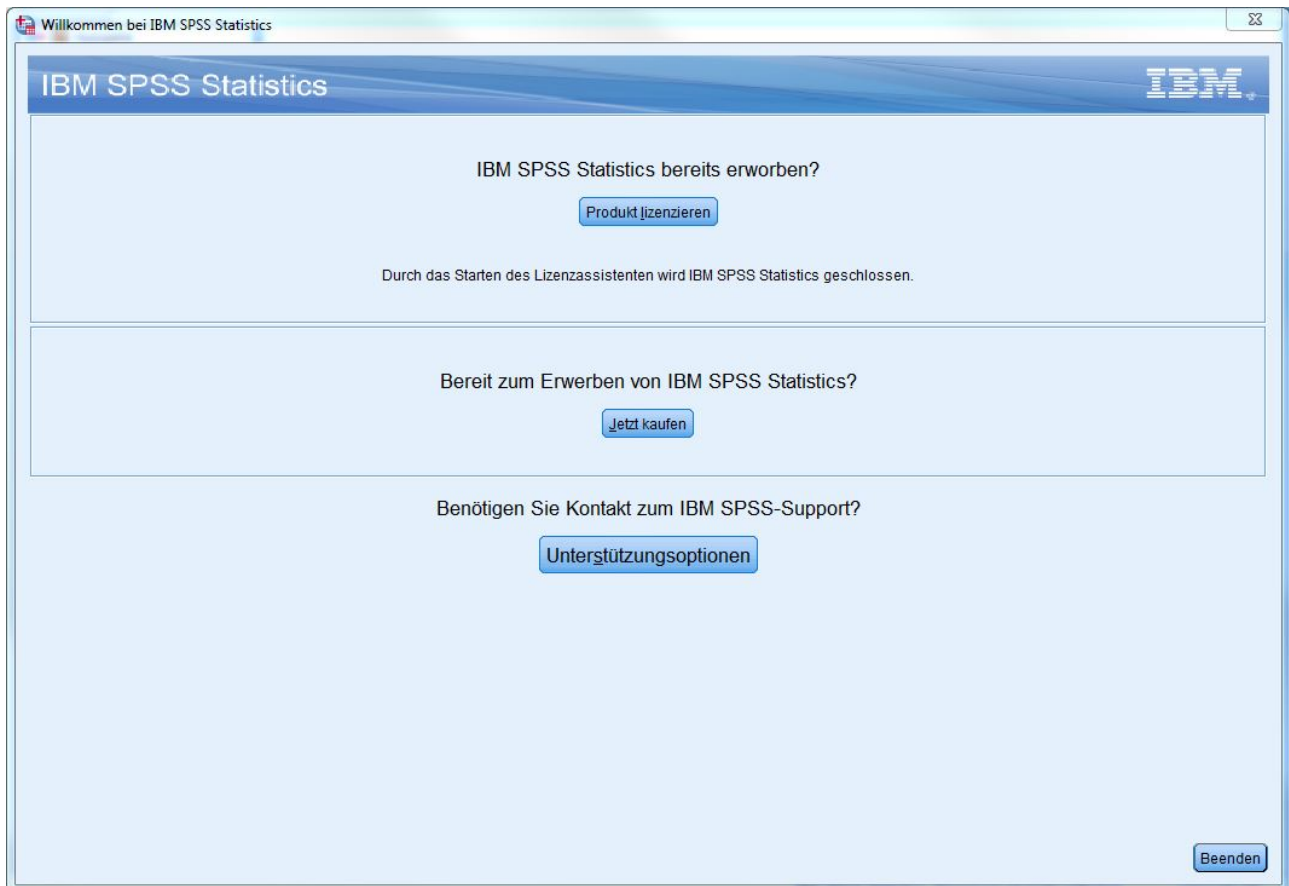 Willkommen bei IBM SPSS Statistics
IBM SPSS Statistics
IBM
IBM SPSS Statistics bereits erworben?
Produkt lizenzieren
Durch das Starten des Lizenzassistenten wird IBM SPSS Statistics geschlossen.
Bereit zum Erwerben von IBM SPSS Statistics?
Jetzt kaufen
Benötigen Sie Kontakt zum IBM SPSS-Support?
Unterstützungsoptionen
Beenden